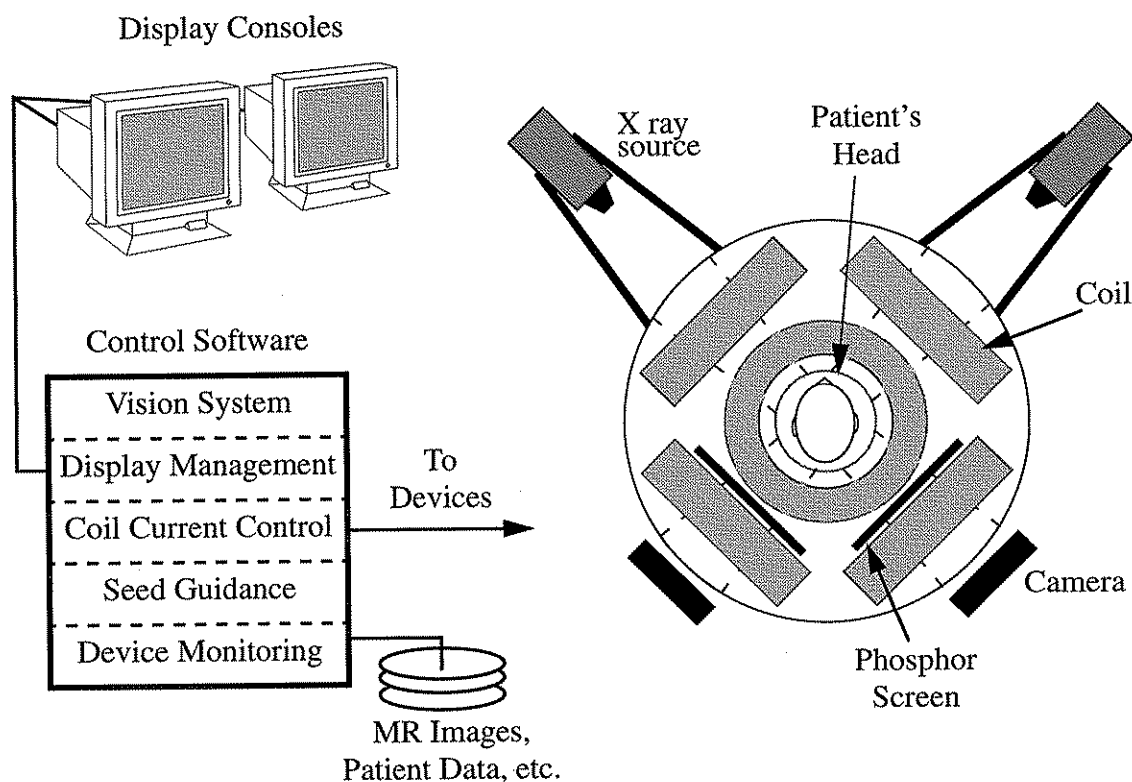 Display Consoles
X ray
source
Patient's
Head
Coil
Control Software
Vision System
Display Management
Coil Current Control
Seed Guidance
Device Monitoring
To
Devices
Camera
Phosphor
Screen
MR Images,
Patient Data, etc.